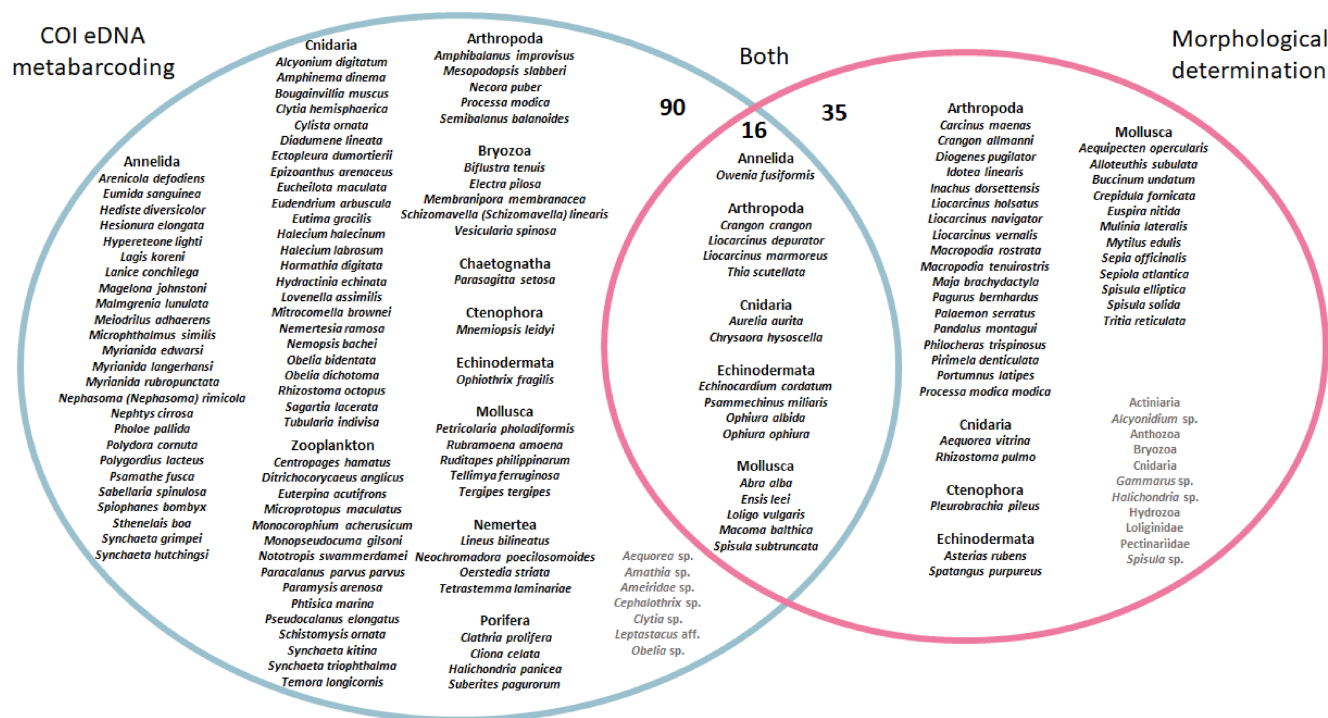 COI eDNA
metabarcoding
Both
Morphological
determination
90
16
35
Annelida
Arenicola defodiens
Eumida sanguinea
Hediste diversicolor
Hesionura elongata
Hypereteone lighti
Lagis koreni
Lanice conchilega
Magelona johnstoni
Malmgrenia lunulata
Meiodrilus adhaerens
Microphthalmus similis
Myrianida edwarsi
Myrianida langerhansi
Myrianida rubropunctata
Nephasoma (Nephasoma) rimicola
Nephtys cirrosa
Pholoe pallida
Polydora cornuta
Polygordius lacteus
Psamathe fusca
Sabellaria spinulosa
Spiophanes bombyx
Sthenelais boa
Synchaeta grimpei
Synchaeta hutchingsi
Cnidaria
Alcyonium digitatum
Amphinema dinema
Bougainvillia muscus
Clytia hemisphaerica
Cylista ornata
Diadumene lineata
Ectopleura dumortierii
Epizoanthus arenaceus
Eucheilota maculata
Eudendrium arbuscula
Eutima gracilis
Halecium halecinum
Halecium labrosum
Hormathia digitata
Hydractinia echinata
Lovenella assimilis
Mitrocomella brownei
Nemertesia ramosa
Nemopsis bachei
Obelia bidentata
Obelia dichotoma
Rhizostoma octopus
Sagartia lacerata
Tubularia indivisa
Zooplankton
Centropages hamatus
Ditrichocorycaeus anglicus
Euterpina acutifrons
Microprotopus maculatus
Monocorophium acherusicum
Monopseudocuma gilsoni
Nototropis swammerdamei
Paracalanus parvus parvus
Paramysis arenosa
Phtisica marina
Pseudocalanus elongatus
Schistomysis ornata
Synchaeta kitina
Synchaeta triophthalma
Temora longicornis
Arthropoda
Amphibalanus improvisus
Mesopodopsis slabberi
Necora puber
Processa modica
Semibalanus balanoides
Bryozoa
Biflustra tenuis
Electra pilosa
Membranipora membranacea
Schizomavella (Schizomavella) linearis
Vesicularia spinosa
Chaetognatha
Parasagitta setosa
Ctenophora
Mnemiopsis leidyi
Echinodermata
Ophiothrix fragilis
Mollusca
Petricolaria pholadiformis
Rubramoena amoena
Ruditapes philippinarum
Tellimya ferruginosa
Tergipes tergipes
Nemertea
Lineus bilineatus
Neochromadora poecilosomoides
Oerstedia striata
Tetrastemma laminariae
Porifera
Clathria prolifera
Cliona celata
Halichondria panicea
Suberites pagurorum
Aequorea sp.
Amathia sp.
Ameiridae sp.
Cephalothrix sp.
Clytia sp.
Leptastacus aff.
Obelia sp.
Annelida
Owenia fusiformis
Arthropoda
Crangon crangon
Liocarcinus depurator
Liocarcinus marmoreus
Thia scutellata
Cnidaria
Aurelia aurita
Chrysaora hysoscella
Echinodermata
Echinocardium cordatum
Psammechinus miliaris
Ophiura albida
Ophiura ophiura
Mollusca
Abra alba
Ensis leei
Loligo vulgaris
Macoma balthica
Spisula subtruncata
Arthropoda
Carcinus maenas
Crangon allmanni
Diogenes pugilator
Idotea linearis
Inachus dorsettensis
Liocarcinus holsatus
Liocarcinus navigator
Liocarcinus vernalis
Macropodia rostrata
Macropodia tenuirostris
Maja brachydactyla
Pagurus bernhardus
Palaemon serratus
Pandalus montagui
Philocheras trispinosus
Pirimela denticulata
Portumnus latipes
Processa modica modica
Cnidaria
Aequorea vitrina
Rhizostoma pulmo
Ctenophora
Pleurobrachia pileus
Echinodermata
Asterias rubens
Spatangus purpureus
Mollusca
Aequipecten opercularis
Alloteuthis subulata
Buccinum undatum
Crepidula fornicata
Euspira nitida
Mulinia lateralis
Mytilus edulis
Sepia officinalis
Sepiola atlantica
Spisula elliptica
Spisula solida
Tritia reticulata
Actiniaria
Alcyonidium sp.
Anthozoa
Bryozoa
Cnidaria
Gammarus sp.
Halichondria sp.
Hydrozoa
Loliginidae
Pectinariidae
Spisula sp.